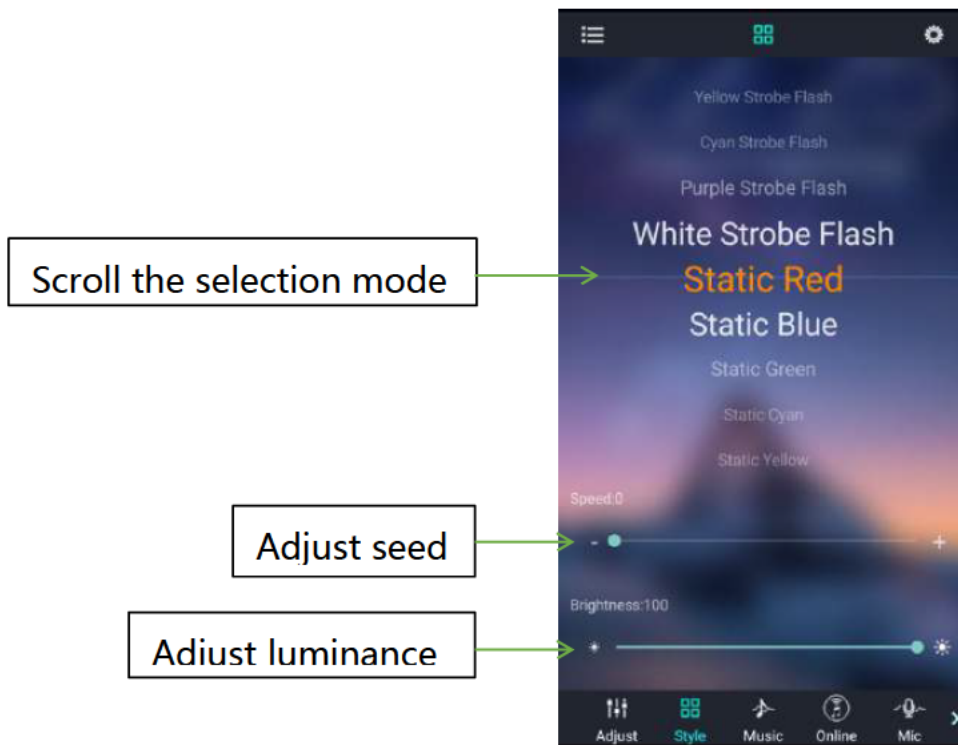 Yellow Strobe Flash
Cyan Strobe Flash
Purple Strobe Flash
White Strobe Flash
Scroll the selection mode
Static Red
Static Blue
Static Green
Static Cyan
Static Yellow
Speed:0
Adjust seed
- +
Brightness:100
Adjust luminance
Adjust Style Music Online Mic